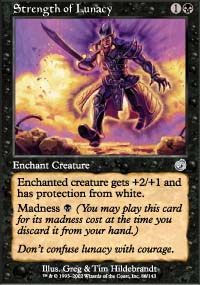 Strength of Lunacy 1
Enchant Creature
Enchanted creature gets +2/+1 and
has protection from white.
Madness (You may play this card
for its madness cost at the time you
discard it from your hand.)
Don't confuse lunacy with courage.
Illus. Greg & Tim Hildebrandt
™ & © 1993-2002 Wizards of the Coast, Inc. 86/143